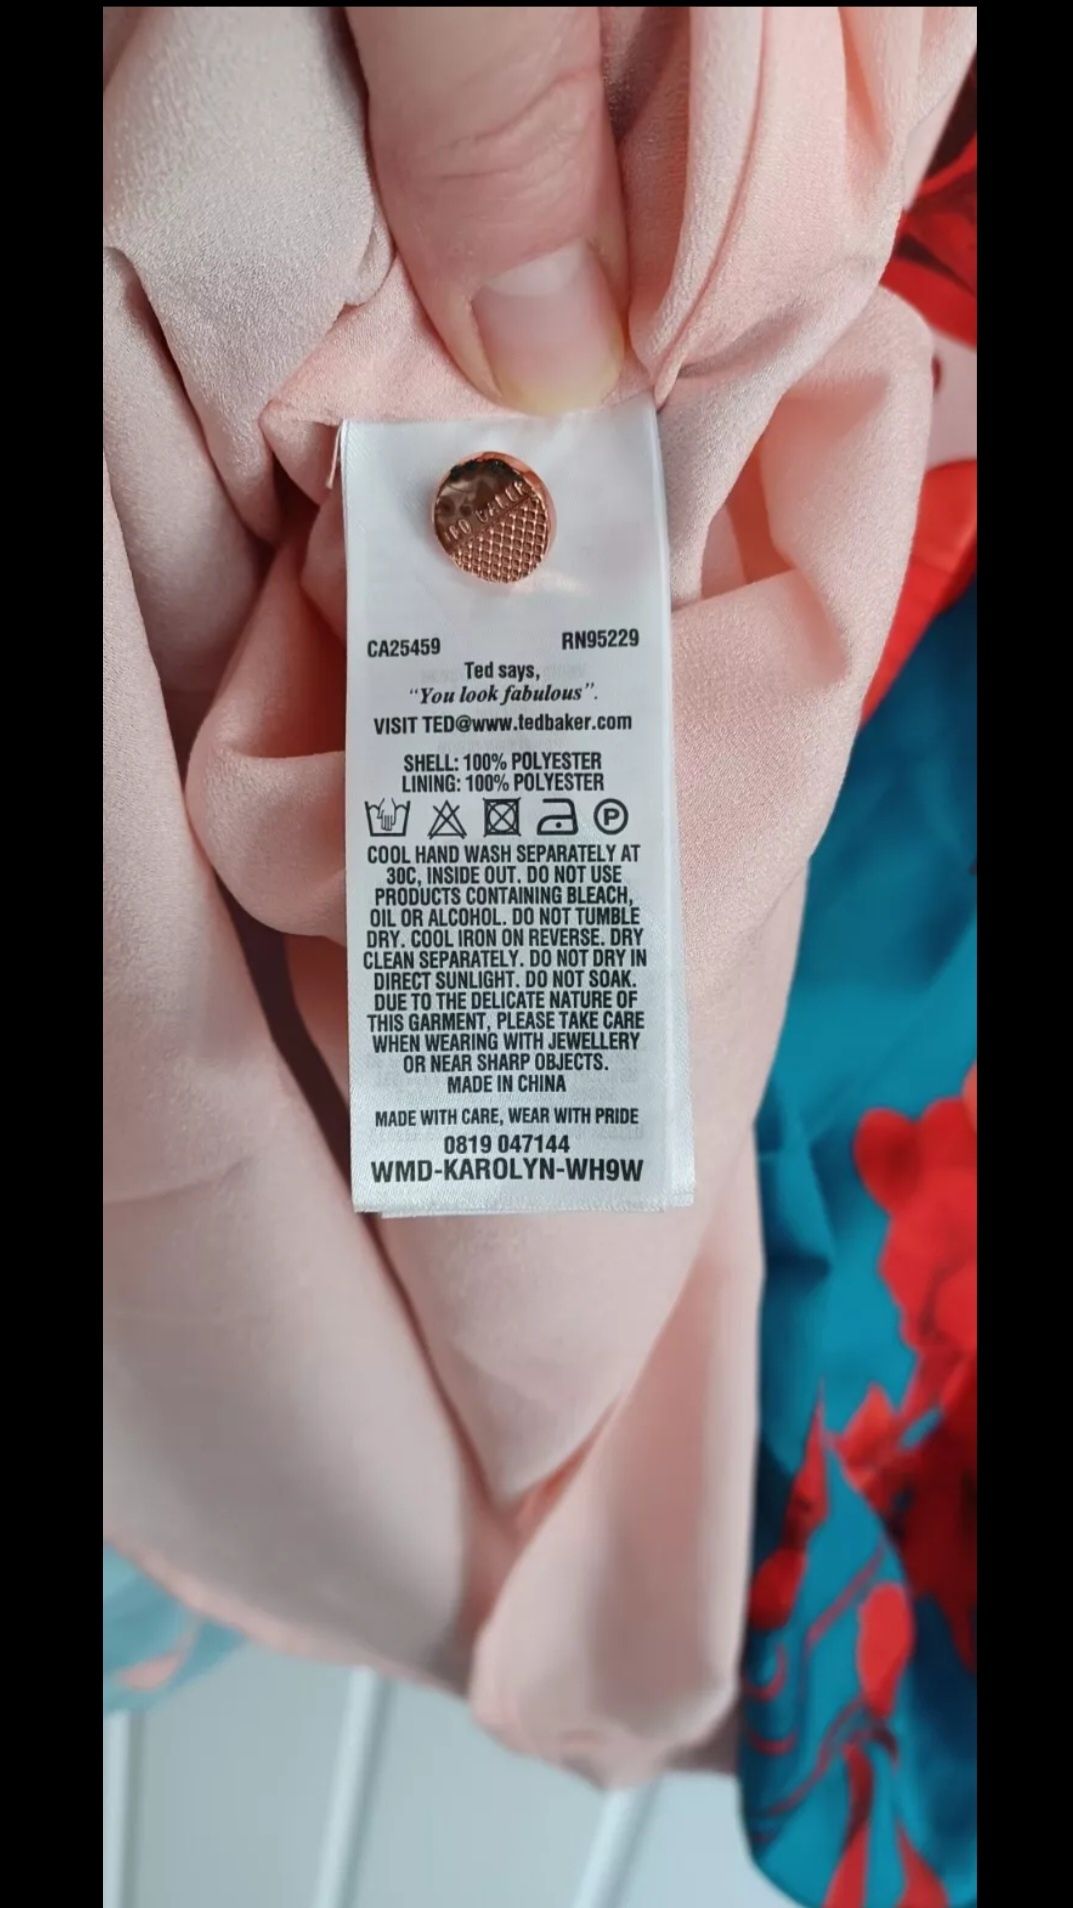 TED BAKER
CA25459 RN95229
Ted says,
“You look fabulous”.
VISIT TED@www.tedbaker.com
SHELL: 100% POLYESTER
LINING: 100% POLYESTER
P
COOL HAND WASH SEPARATELY AT
30C, INSIDE OUT. DO NOT USE
PRODUCTS CONTAINING BLEACH,
OIL OR ALCOHOL. DO NOT TUMBLE
DRY. COOL IRON ON REVERSE. DRY
CLEAN SEPARATELY. DO NOT DRY IN
DIRECT SUNLIGHT. DO NOT SOAK.
DUE TO THE DELICATE NATURE OF
THIS GARMENT, PLEASE TAKE CARE
WHEN WEARING WITH JEWELLERY
OR NEAR SHARP OBJECTS.
MADE IN CHINA
MADE WITH CARE, WEAR WITH PRIDE
0819 047144
WMD-KAROLYN-WH9W